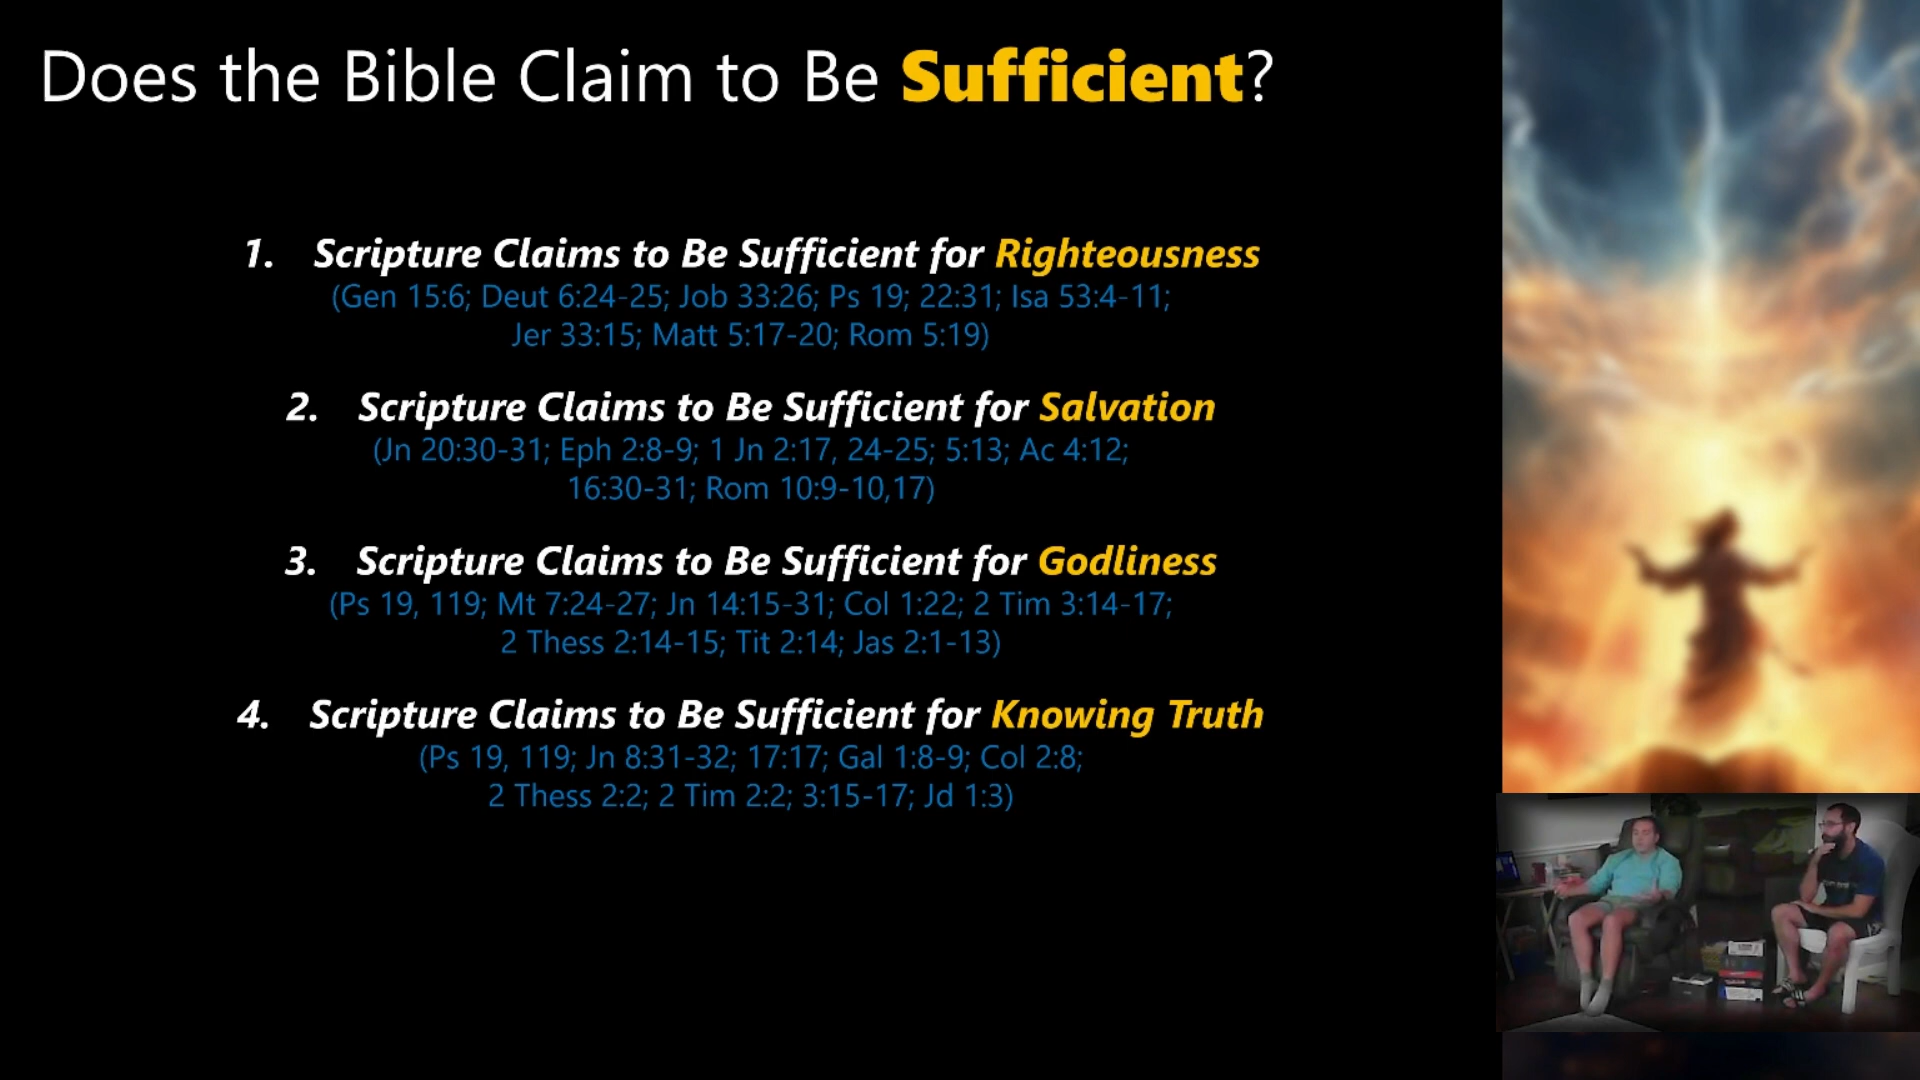 Does the Bible Claim to Be Sufficient?
1. Scripture Claims to Be Sufficient for Righteousness
(Gen 15:6; Deut 6:24-25; Job 33:26; Ps 19; 22:31; Isa 53:4-11;
Jer 33:15; Matt 5:17-20; Rom 5:19)
2. Scripture Claims to Be Sufficient for Salvation
(Jn 20:30-31; Eph 2:8-9; 1 Jn 2:17, 24-25; 5:13; Ac 4:12;
16:30-31; Rom 10:9-10,17)
3. Scripture Claims to Be Sufficient for Godliness
(Ps 19, 119; Mt 7:24-27; Jn 14:15-31; Col 1:22; 2 Tim 3:14-17;
2 Thess 2:14-15; Tit 2:14; Jas 2:1-13)
4. Scripture Claims to Be Sufficient for Knowing Truth
(Ps 19, 119; Jn 8:31-32; 17:17; Gal 1:8-9; Col 2:8;
2 Thess 2:2; 2 Tim 2:2; 3:15-17; Jd 1:3)